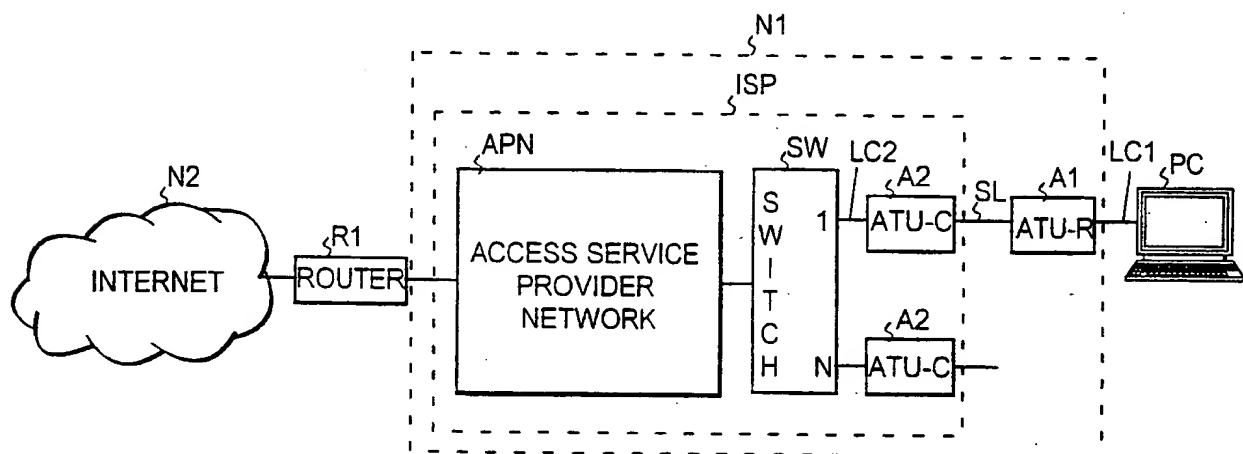 N1
ISP
APN
SW
LC2
A2
SL
A1
LC1
PC
N2
R1
INTERNET
ROUTER
ACCESS SERVICE
PROVIDER
NETWORK
SWITCH
1
N
ATU-C
ATU-R
A2
ATU-C